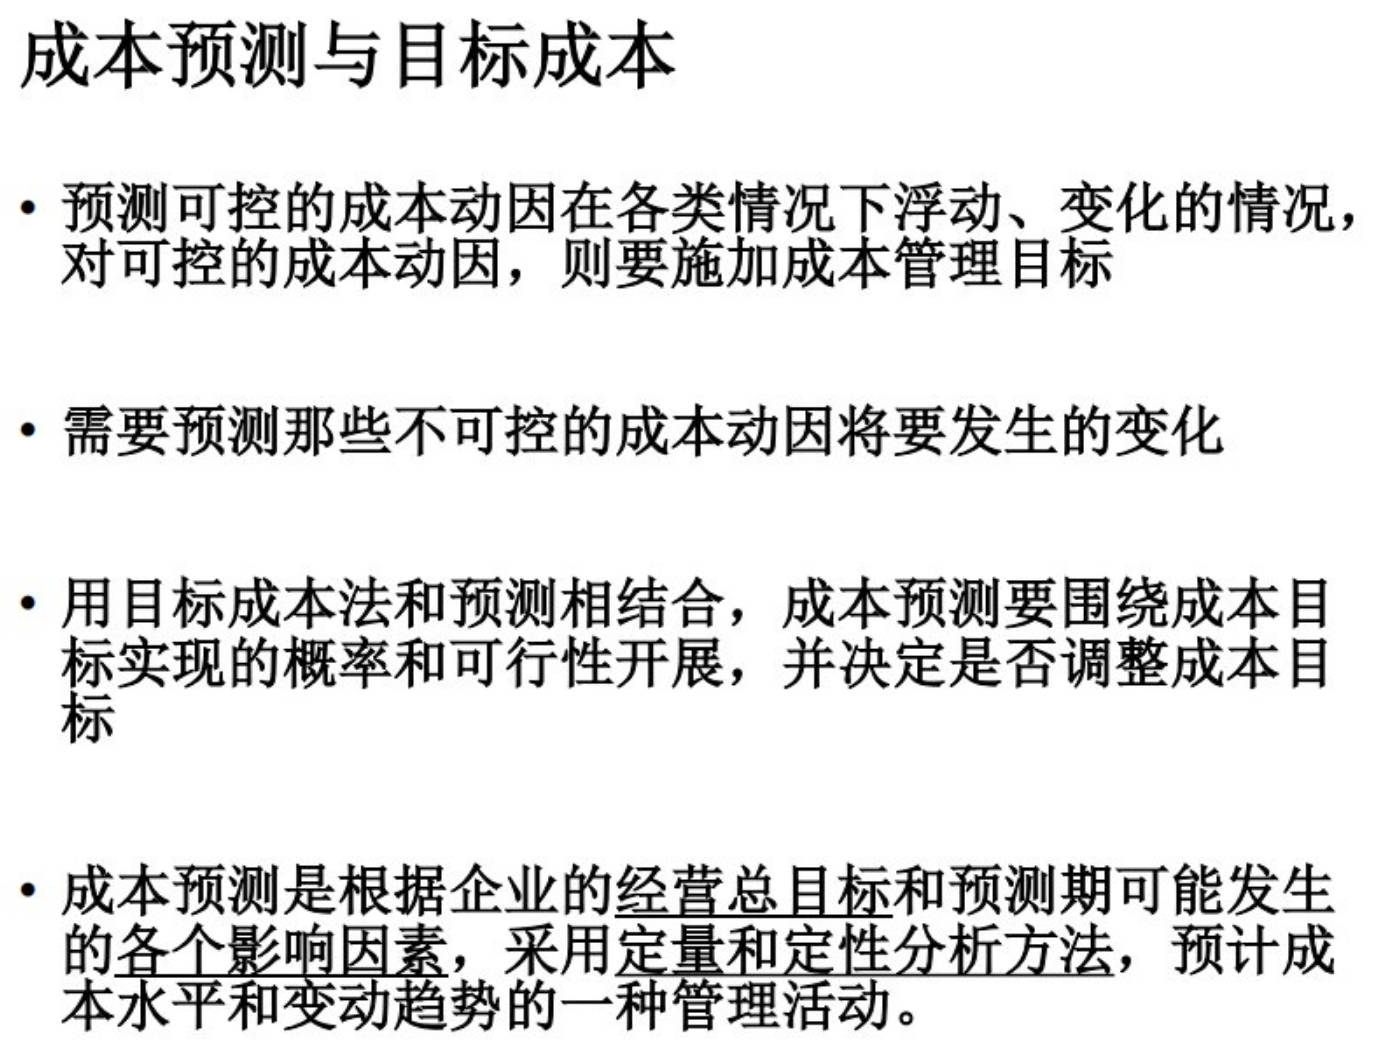 成本预测与目标成本
• 预测可控的成本动因在各类情况下浮动、变化的情况，
对可控的成本动因，则要施加成本管理目标
• 需要预测那些不可控的成本动因将要发生的变化
• 用目标成本法和预测相结合，成本预测要围绕成本目
标实现的概率和可行性开展，并决定是否调整成本目
标
• 成本预测是根据企业的经营总目标和预测期可能发生
的各个影响因素，采用定量和定性分析方法，预计成
本水平和变动趋势的一种管理活动。